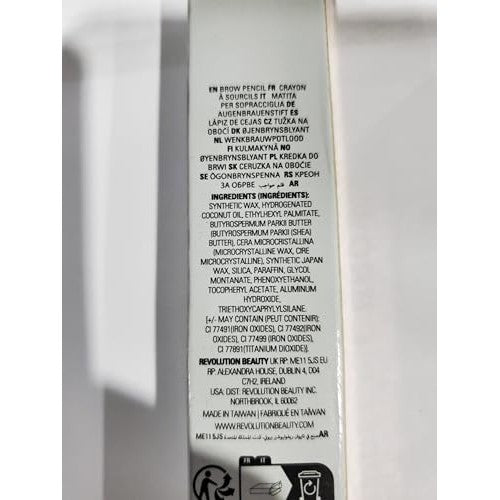 EN BROW PENCIL FR CRAYON
À SOURCILS IT MATITA
PER SOPRACCIGLIA DE
AUGENBRAUENSTIFT ES
LÁPIZ DE CEJAS CZ TUŽKA NA
OBOČÍ DK ØJENBRYNSBLYANT
NL WENKBRAUWPOTLOOD
FI KULMAKYNÄ NO
ØYENBRYNSBLYANT PL KREDKA DO
BRWI SK CERUZKA NA OBOČIE
SE ÖGONBRYNSPENNA RS КРЕОН
ЗА ОБРВЕ قلم حواجب AR
INGREDIENTS (INGRÉDIENTS):
SYNTHETIC WAX, HYDROGENATED
COCONUT OIL, ETHYLHEXYL PALMITATE,
BUTYROSPERMUM PARKII BUTTER
(BUTYROSPERMUM PARKII (SHEA)
BUTTER), CERA MICROCRISTALLINA
(MICROCRYSTALLINE WAX, CIRE
MICROCRYSTALLINE), SYNTHETIC JAPAN
WAX, SILICA, PARAFFIN, GLYCOL
MONTANATE, PHENOXYETHANOL,
TOCOPHERYL ACETATE, ALUMINUM
HYDROXIDE,
TRIETHOXYCAPRYLYLSILANE.
[+/- MAY CONTAIN (PEUT CONTENIR):
CI 77491(IRON OXIDES), CI 77492(IRON
OXIDES), CI 77499 (IRON OXIDES),
CI 77891(TITANIUM DIOXIDE)].
REVOLUTION BEAUTY UK RP: ME11 5JS EU
RP: ALEXANDRA HOUSE, DUBLIN 4, D04
C7H2, IRELAND
USA: DIST: REVOLUTION BEAUTY INC.
NORTHBROOK, IL 60062
MADE IN TAIWAN | FABRIQUÉ EN TAÏWAN
WWW.REVOLUTIONBEAUTY.COM
ME11 5JS AR
FR IT